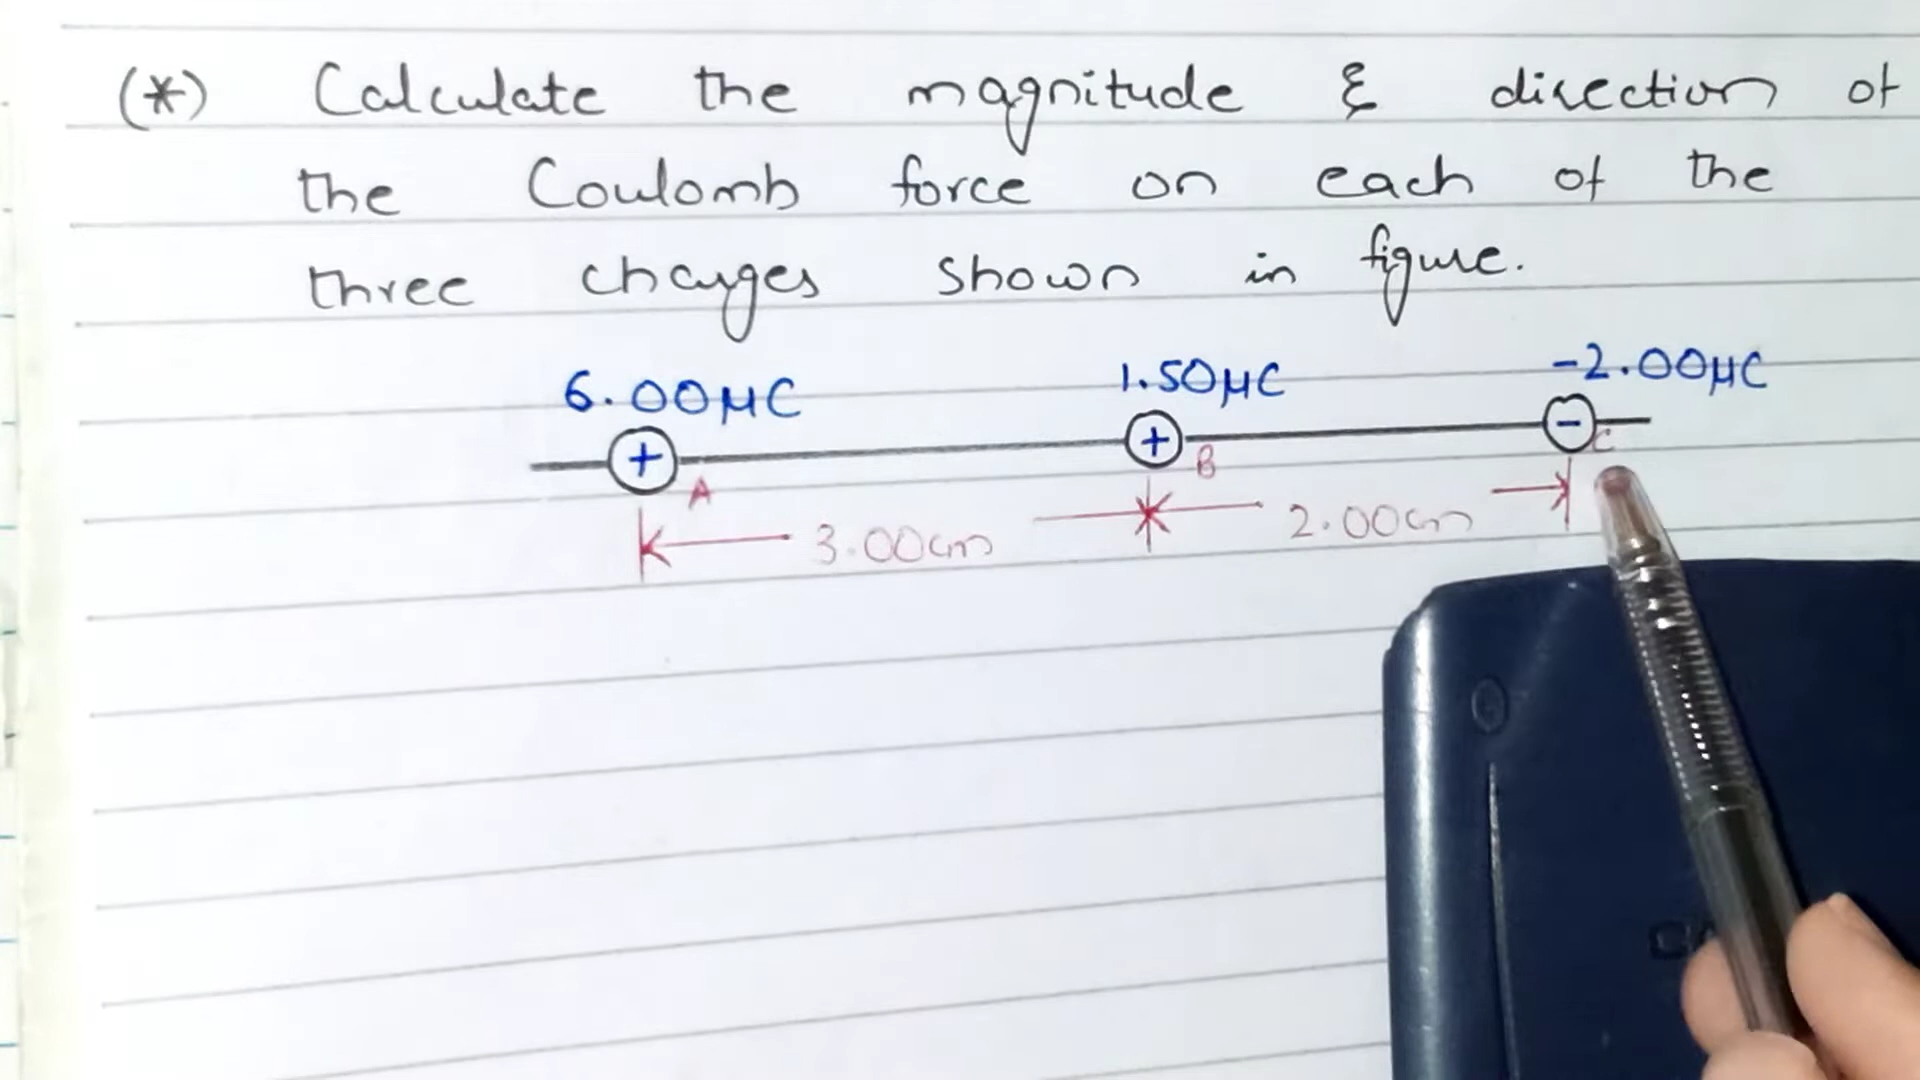 (*) Calculate the magnitude & direction of
the Coulomb force on each of the
three charges shown in figure.
6.00μC 1.50μC -2.00μC
+ + -
A B C
3.00cm 2.00cm